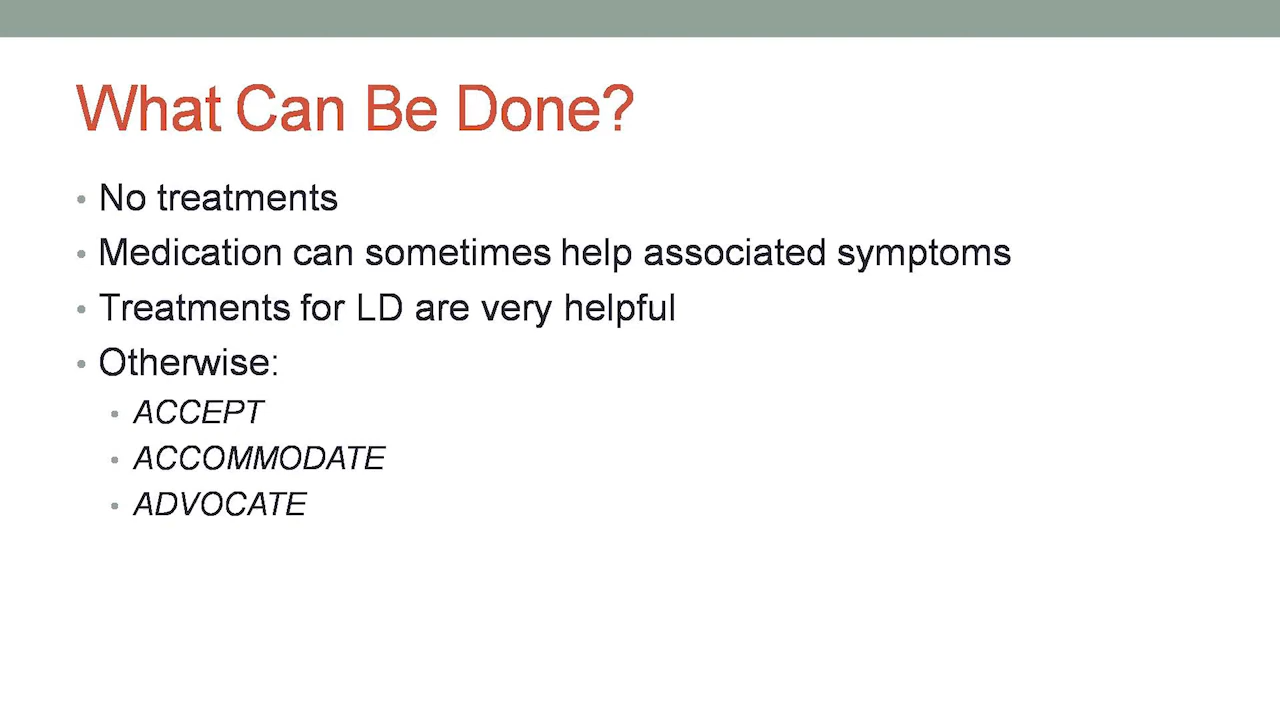 What Can Be Done?
• No treatments
• Medication can sometimes help associated symptoms
• Treatments for LD are very helpful
• Otherwise:
• ACCEPT
• ACCOMMODATE
• ADVOCATE